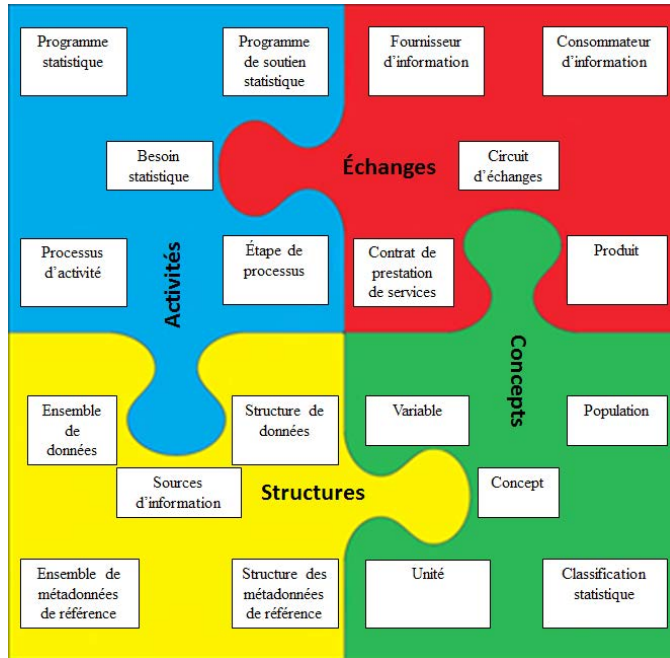 Programme
statistique
Programme
de soutien
statistique
Fournisseur
d'information
Consommateur
d'information
Besoin
statistique
Échanges
Circuit
d'échanges
Processus
d'activité
Activités
Étape de
processus
Contrat de
prestation
de services
Produit
Concepts
Ensemble
de
données
Structure de
données
Variable
Population
Sources
d'information
Structures
Concept
Ensemble de
métadonnées
de référence
Structure des
métadonnées
de référence
Unité
Classification
statistique